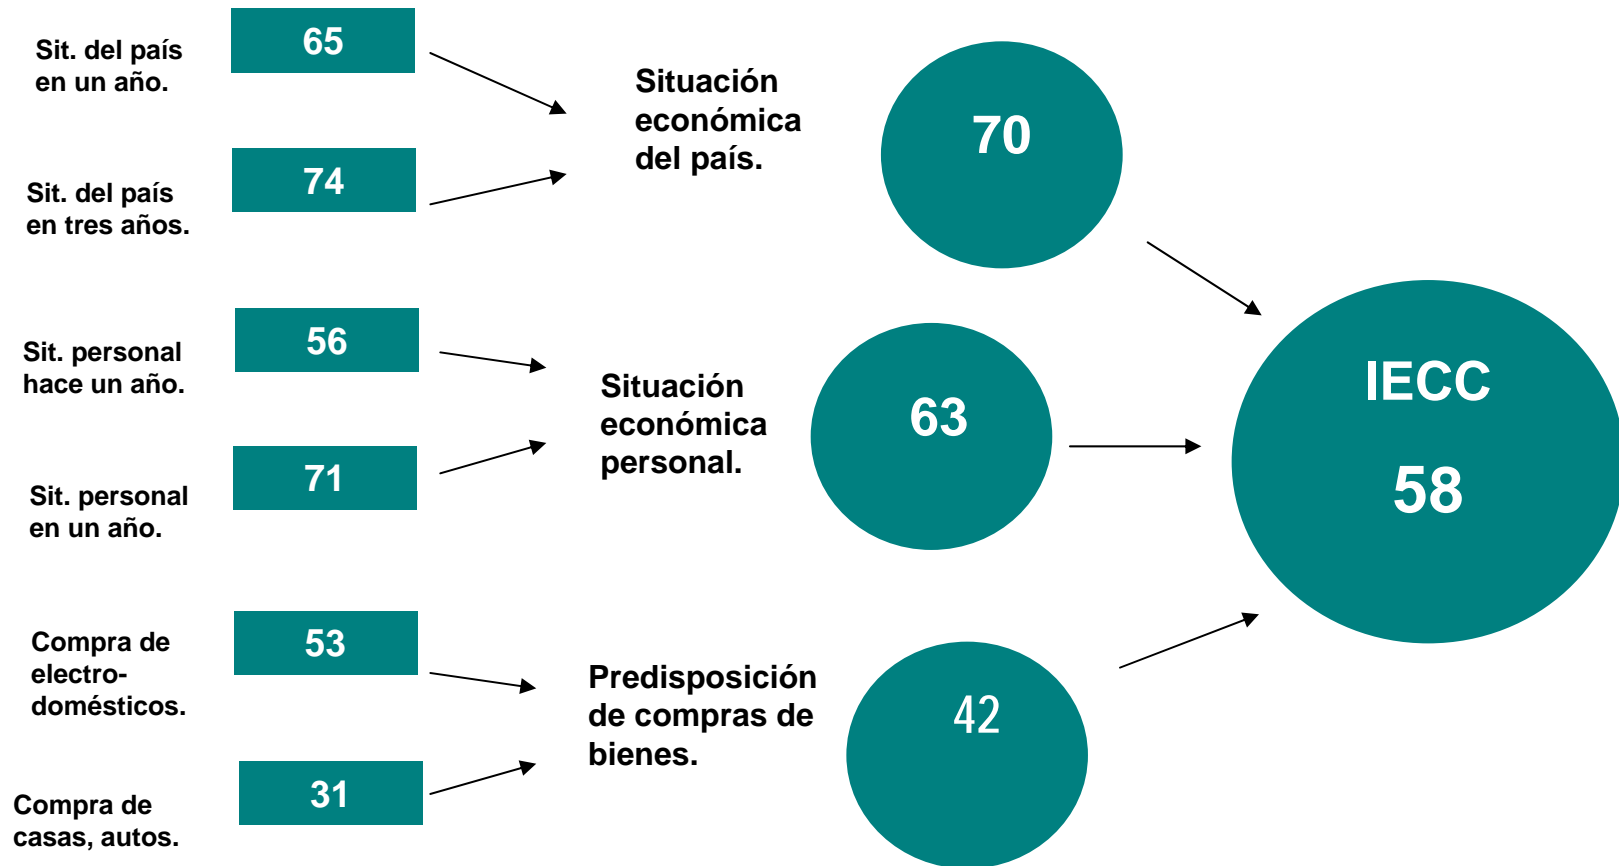 Sit. del país
en un año.
65
Sit. del país
en tres años.
74
Situación
económica
del país.
70
Sit. personal
hace un año.
56
Sit. personal
en un año.
71
Situación
económica
personal.
63
Compra de
electro-
domésticos.
53
Compra de
casas, autos.
31
Predisposición
de compras de
bienes.
42
IECC
58